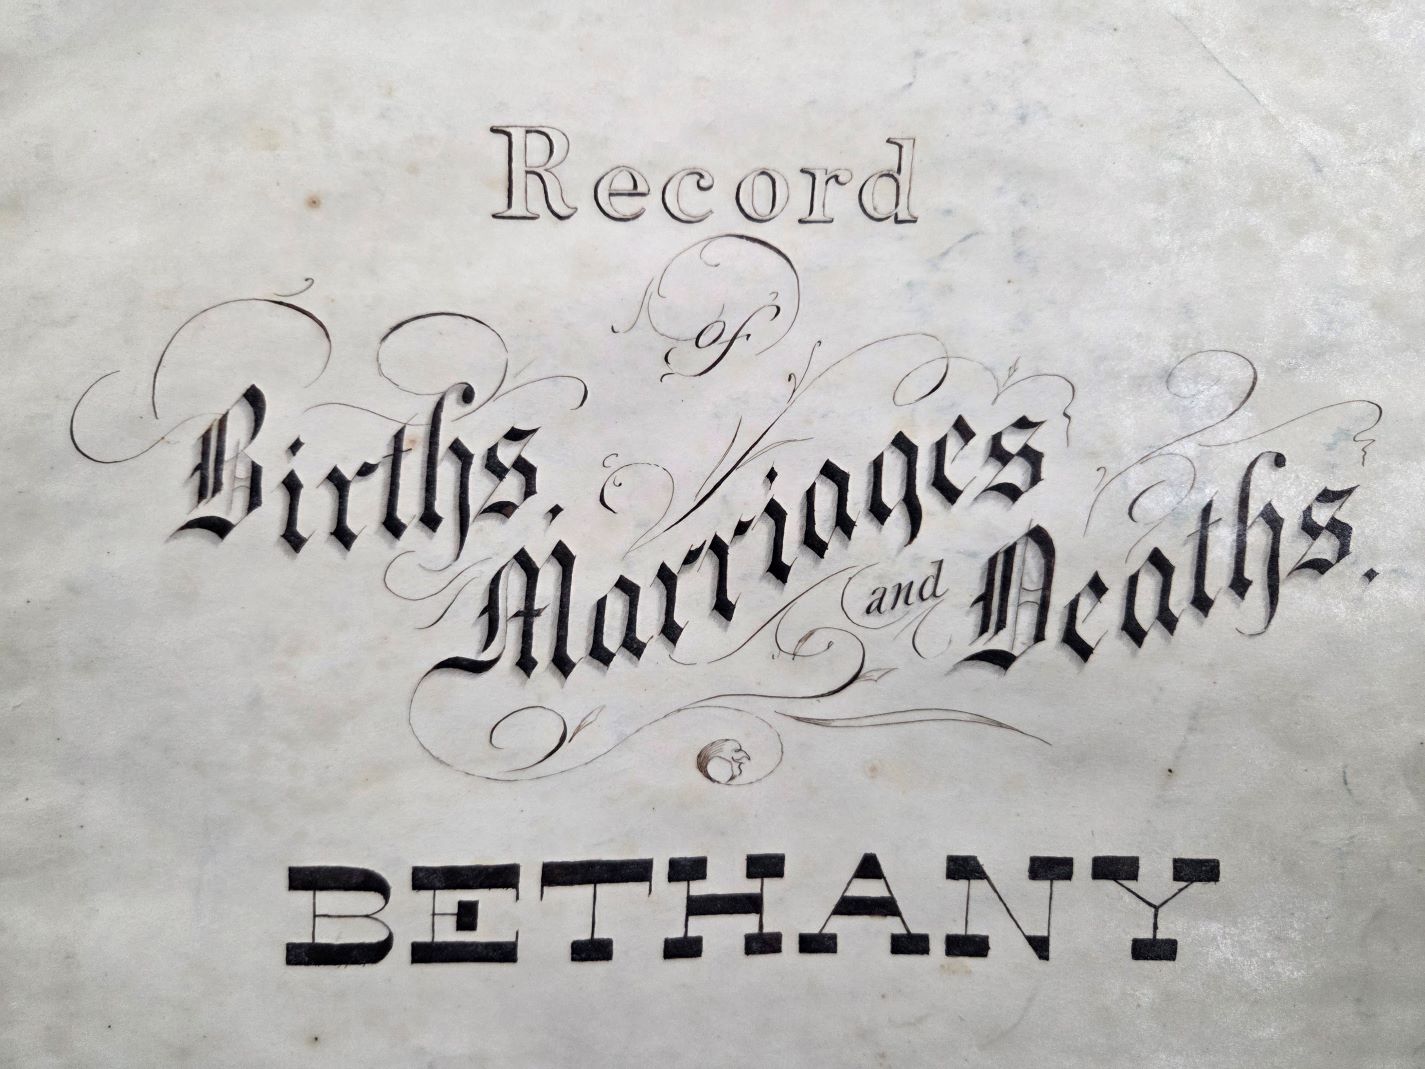 Record
of
Births,
Marriages
and Deaths.
BETHANY